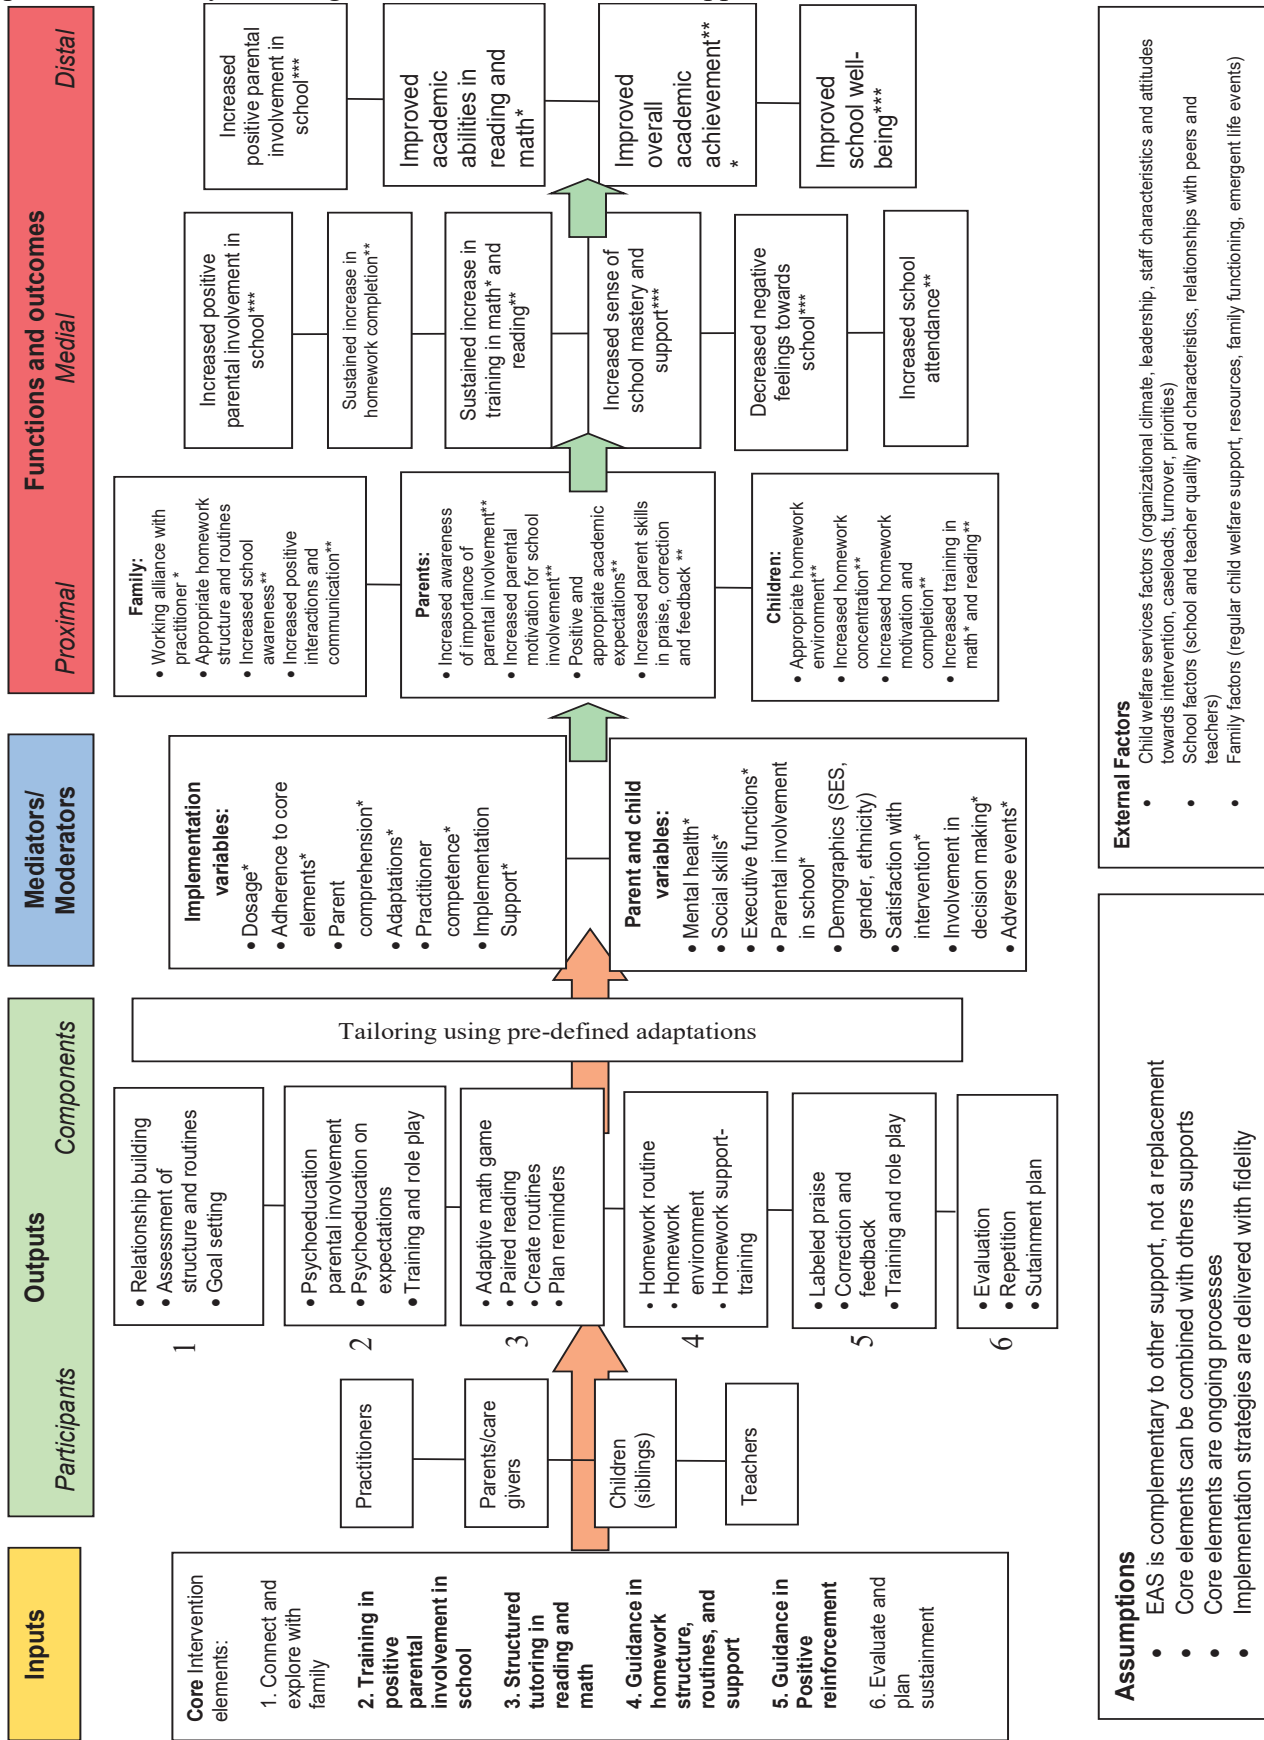 Inputs
Outputs
Participants
Components
Mediators/
Moderators
Functions and outcomes
Proximal
Medial
Distal
Core Intervention
elements:
1. Connect and
explore with
family
2. Training in
positive
parental
involvement in
school
3. Structured
tutoring in
reading and
math
4. Guidance in
homework
structure,
routines, and
support
5. Guidance in
Positive
reinforcement
6. Evaluate and
plan
sustainment
Practitioners
Parents/care
givers
Children
(siblings)
Teachers
1
• Relationship building
• Assessment of
structure and routines
• Goal setting
2
• Psychoeducation
parental involvement
• Psychoeducation on
expectations
• Training and role play
3
• Adaptive math game
• Paired reading
• Create routines
• Plan reminders
4
• Homework routine
• Homework
environment
• Homework support-
training
5
• Labeled praise
• Correction and
feedback
• Training and role play
6
• Evaluation
• Repetition
• Sutainment plan
Tailoring using pre-defined adaptations
Implementation
variables:
• Dosage*
• Adherence to core
elements*
• Parent
comprehension*
• Adaptations*
• Practitioner
competence*
• Implementation
Support*
Parent and child
variables:
• Mental health*
• Social skills*
• Executive functions*
• Parental involvement
in school*
• Demographics (SES,
gender, ethnicity)
• Satisfaction with
intervention*
• Involvement in
decision making*
• Adverse events*
Family:
• Working alliance with
practitioner *
• Appropriate homework
structure and routines
• Increased school
awareness**
• Increased positive
interactions and
communication**
Parents:
• Increased awareness
of importance of
parental involvement**
• Increased parental
motivation for school
involvement**
• Positive and
appropriate academic
expectations**
• Increased parent skills
in praise, correction
and feedback **
Children:
• Appropriate homework
environment**
• Increased homework
concentration**
• Increased homework
motivation and
completion**
• Increased training in
math* and reading**
Increased positive
parental involvement in
school***
Sustained increase in
homework completion**
Sustained increase in
training in math* and
reading**
Increased sense of
school mastery and
support***
Decreased negative
feelings towards
school***
Increased school
attendance**
Increased
positive parental
involvement in
school***
Improved
academic
abilities in
reading and
math*
Improved
overall
academic
achievement**
*
Improved
school well-
being***
Assumptions
• EAS is complementary to other support, not a replacement
• Core elements can be combined with others supports
• Core elements are ongoing processes
• Implementation strategies are delivered with fidelity
External Factors
• Child welfare services factors (organizational climate, leadership, staff characteristics and attitudes
towards intervention, caseloads, turnover, priorities)
• School factors (school and teacher quality and characteristics, relationships with peers and
teachers)
• Family factors (regular child welfare support, resources, family functioning, emergent life events)